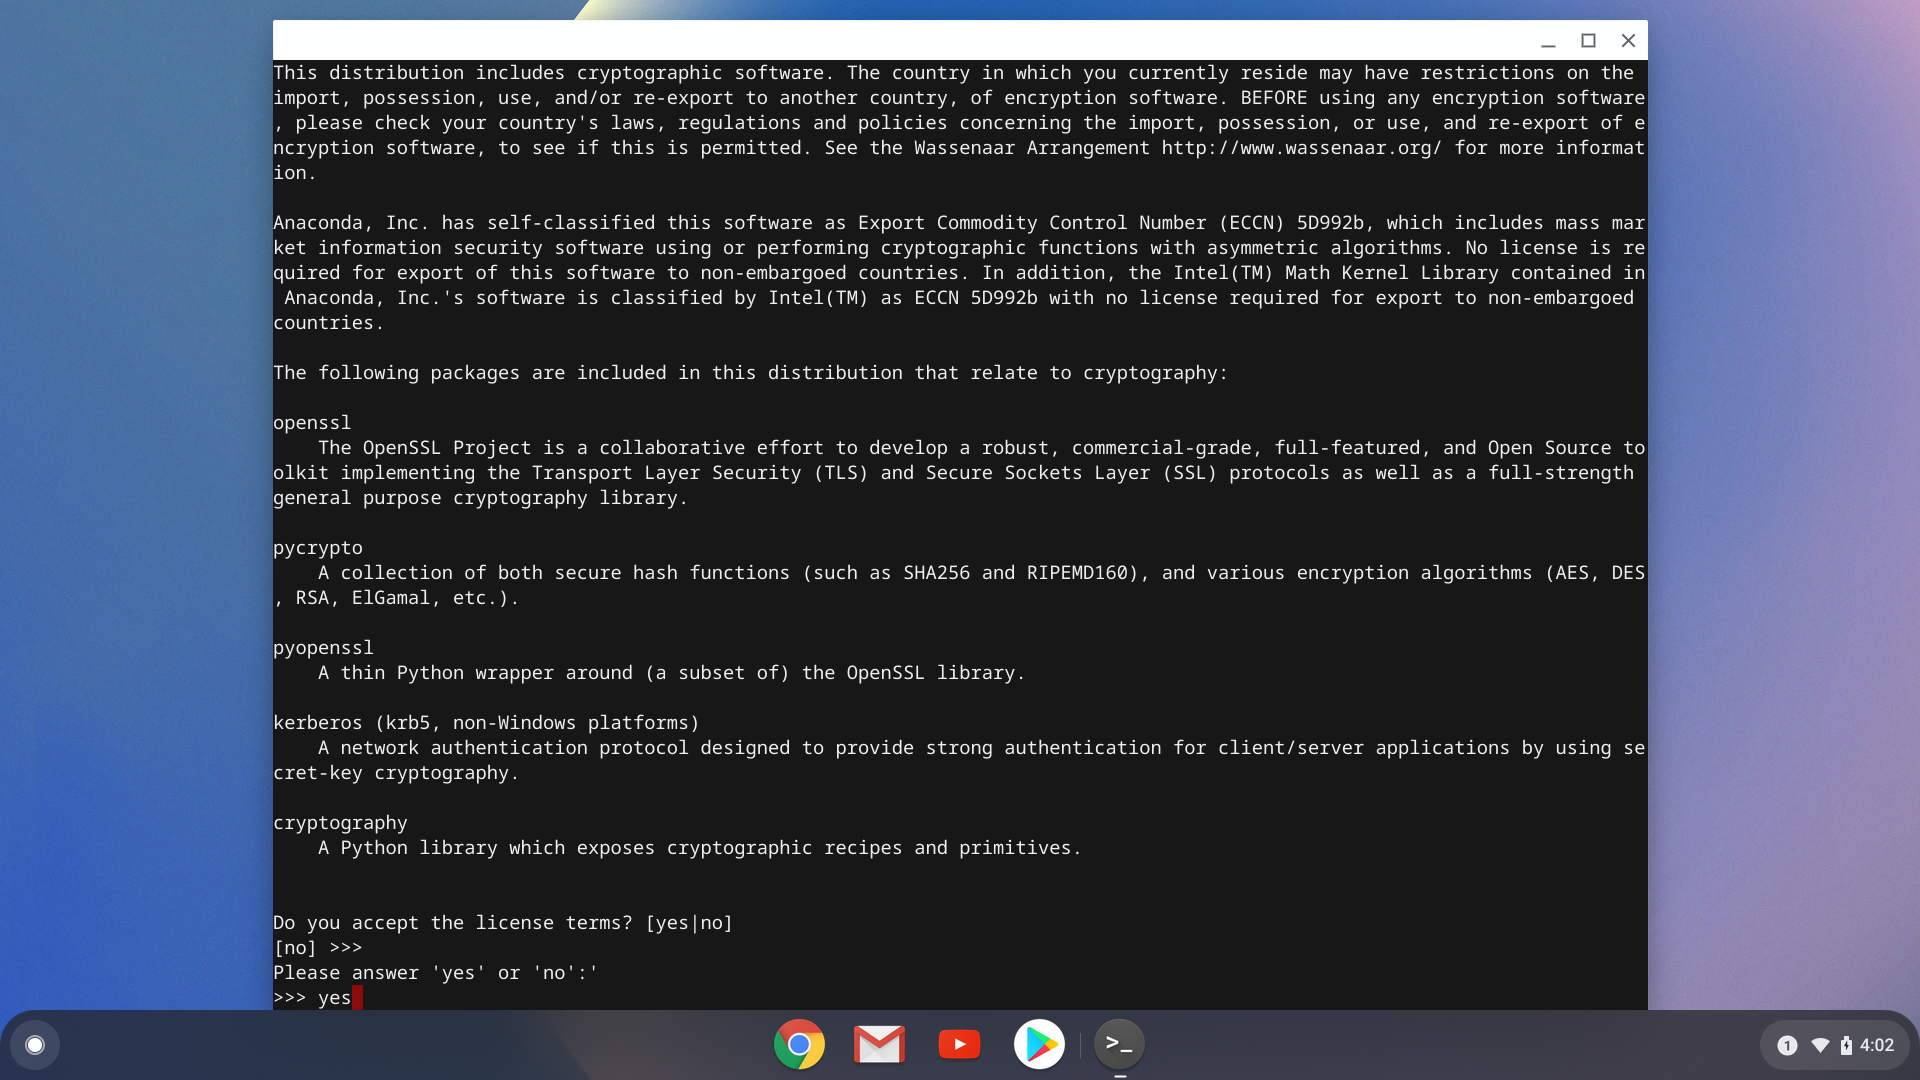 This distribution includes cryptographic software. The country in which you currently reside may have restrictions on the
import, possession, use, and/or re-export to another country, of encryption software. BEFORE using any encryption software
, please check your country's laws, regulations and policies concerning the import, possession, or use, and re-export of e
ncryption software, to see if this is permitted. See the Wassenaar Arrangement http://www.wassenaar.org/ for more informat
ion.

Anaconda, Inc. has self-classified this software as Export Commodity Control Number (ECCN) 5D992b, which includes mass mar
ket information security software using or performing cryptographic functions with asymmetric algorithms. No license is re
quired for export of this software to non-embargoed countries. In addition, the Intel(TM) Math Kernel Library contained in
 Anaconda, Inc.'s software is classified by Intel(TM) as ECCN 5D992b with no license required for export to non-embargoed
countries.

The following packages are included in this distribution that relate to cryptography:

openssl
    The OpenSSL Project is a collaborative effort to develop a robust, commercial-grade, full-featured, and Open Source to
olkit implementing the Transport Layer Security (TLS) and Secure Sockets Layer (SSL) protocols as well as a full-strength
general purpose cryptography library.

pycrypto
    A collection of both secure hash functions (such as SHA256 and RIPEMD160), and various encryption algorithms (AES, DES
, RSA, ElGamal, etc.).

pyopenssl
    A thin Python wrapper around (a subset of) the OpenSSL library.

kerberos (krb5, non-Windows platforms)
    A network authentication protocol designed to provide strong authentication for client/server applications by using se
cret-key cryptography.

cryptography
    A Python library which exposes cryptographic recipes and primitives.

Do you accept the license terms? [yes|no]
[no] >>>
Please answer 'yes' or 'no':'
>>> yes
>_
1 4:02